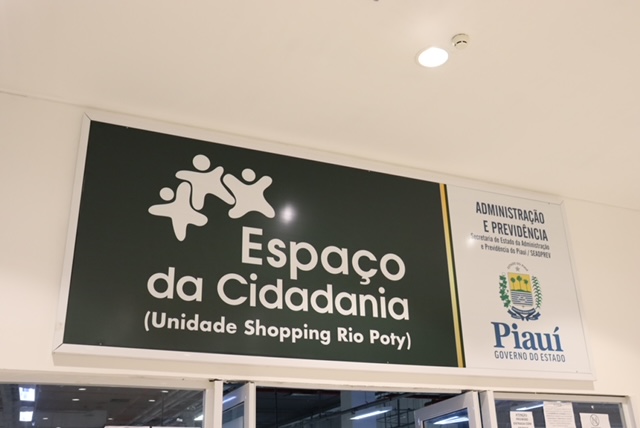 Espaço
da Cidadania
(Unidade Shopping Rio Poty)
ADMINISTRAÇÃO
E PREVIDÊNCIA
Secretaria de Estado da Administração
e Previdência do Piauí / SEADPREV
Piauí
GOVERNO DO ESTADO